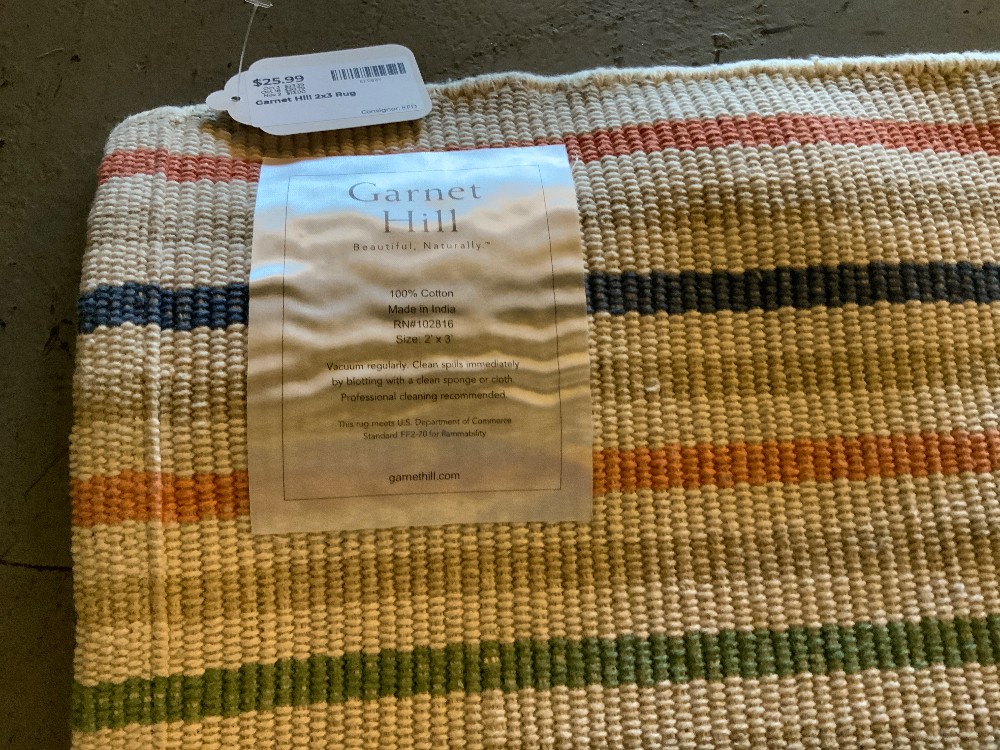 $25.99
Garnet Hill 2x3 Rug
Consignor: EFD
Garnet
Hill
Beautiful, Naturally.™
100% Cotton
Made in India
RN#102816
Size: 2' x 3'
Vacuum regularly. Clean spills immediately
by blotting with a clean sponge or cloth.
Professional cleaning recommended.
This rug meets U.S. Department of Commerce
Standard FF2-70 for flammability.
garnethill.com